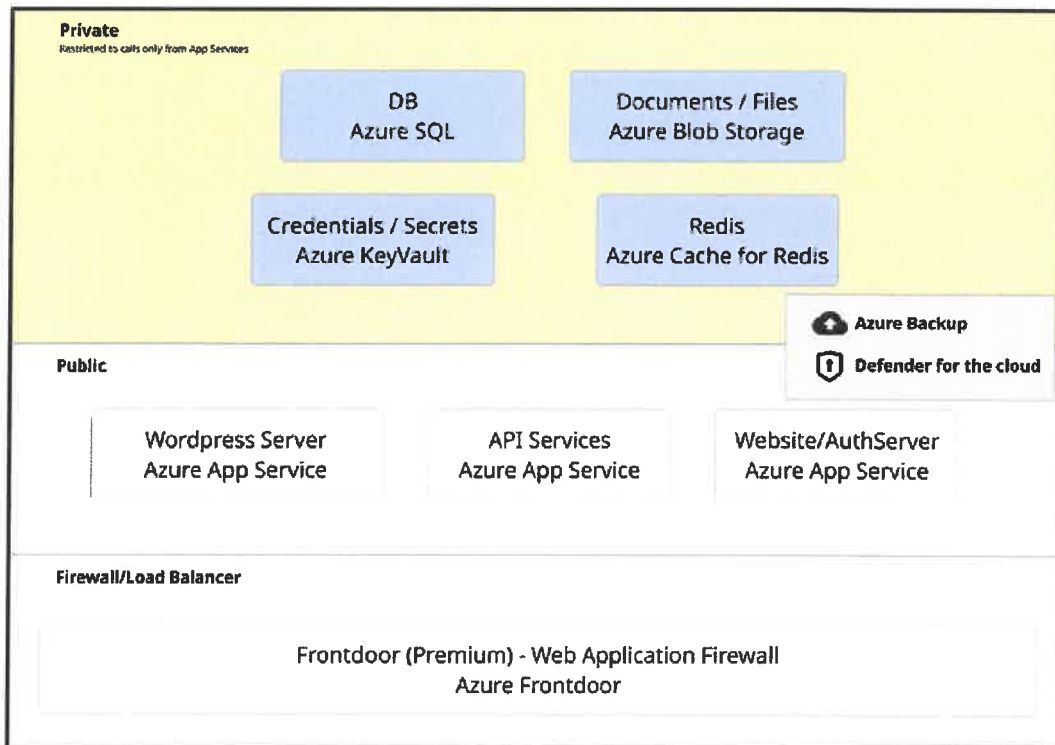 Private
Restricted to calls only from App Services
DB
Azure SQL
Documents / Files
Azure Blob Storage
Credentials / Secrets
Azure KeyVault
Redis
Azure Cache for Redis
Azure Backup
Defender for the cloud
Public
Wordpress Server
Azure App Service
API Services
Azure App Service
Website/AuthServer
Azure App Service
Firewall/Load Balancer
Frontdoor (Premium) - Web Application Firewall
Azure Frontdoor